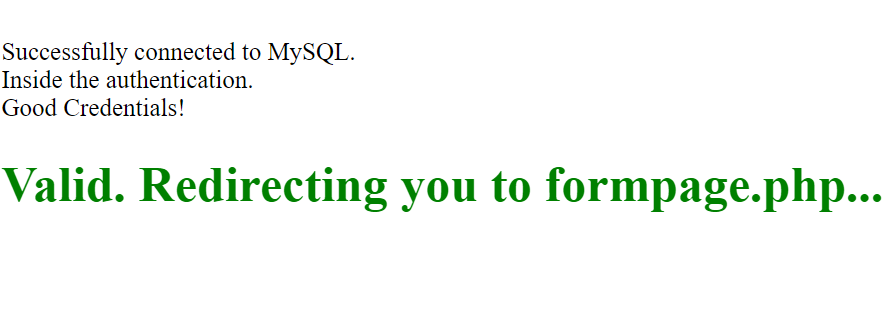 Successfully connected to MySQL.
Inside the authentication.
Good Credentials!
Valid. Redirecting you to formpage.php...